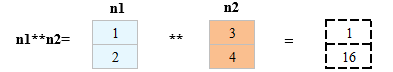 n1 n2
n1**n2= 1 ** 3 = 1
2 4 16